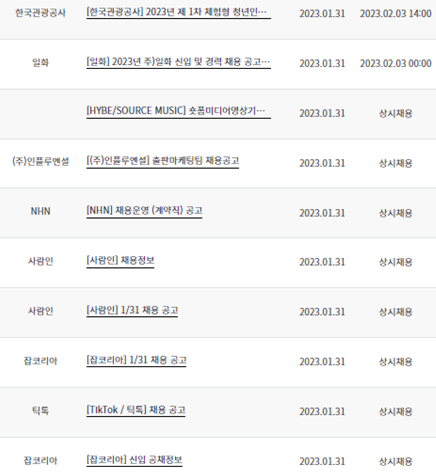 한국관광공사 [한국관광공사] 2023년 제 1차 체험형 청년인··· 2023.01.31 2023.02.03 14:00
일화 [일화] 2023년 주)일화 신입 및 경력 채용 공고··· 2023.01.31 2023.02.03 00:00
[HYBE/SOURCE MUSIC] 숏폼미디어영상기··· 2023.01.31 상시채용
(주)인플루엔셜 [(주)인플루엔셜] 출판마케팅팀 채용공고 2023.01.31 상시채용
NHN [NHN] 채용운영 (계약직) 공고 2023.01.31 상시채용
사람인 [사람인] 채용정보 2023.01.31 상시채용
사람인 [사람인] 1/31 채용 공고 2023.01.31 상시채용
잡코리아 [잡코리아] 1/31 채용 공고 2023.01.31 상시채용
틱톡 [TikTok / 틱톡] 채용 공고 2023.01.31 상시채용
잡코리아 [잡코리아] 신입 공채정보 2023.01.31 상시채용